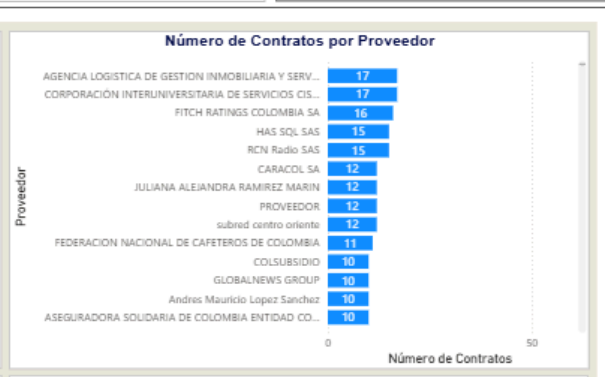 Número de Contratos por Proveedor
AGENCIA LOGISTICA DE GESTION INMOBILIARIA Y SERV... 17
CORPORACIÓN INTERUNIVERSITARIA DE SERVICIOS CIS... 17
FITCH RATINGS COLOMBIA SA 16
HAS SQL SAS 15
RCN Radio SAS 15
CARACOL SA 12
JULIANA ALEJANDRA RAMIREZ MARIN 12
PROVEEDOR 12
subred centro oriente 12
FEDERACION NACIONAL DE CAFETEROS DE COLOMBIA 11
COLSUBSIDIO 10
GLOBALNEWS GROUP 10
Andres Mauricio Lopez Sanchez 10
ASEGURADORA SOLIDARIA DE COLOMBIA ENTIDAD CO... 10
Proveedor
0 50
Número de Contratos